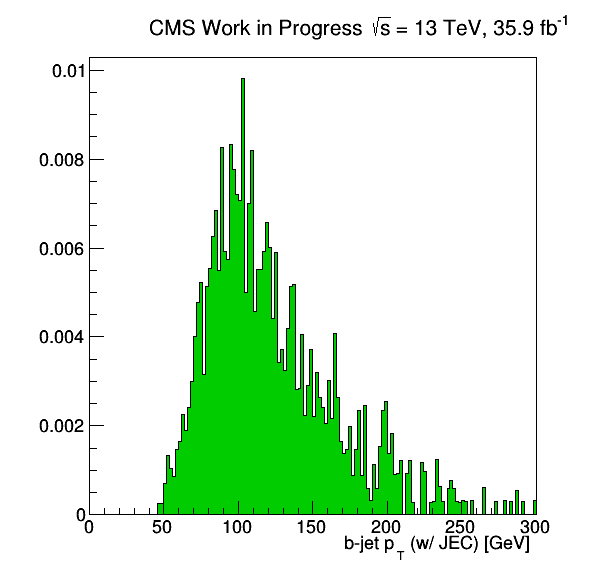 CMS Work in Progress √s = 13 TeV, 35.9 fb⁻¹
0.01
0.008
0.006
0.004
0.002
0
0 50 100 150 200 250 300
b-jet p_T (w/ JEC) [GeV]